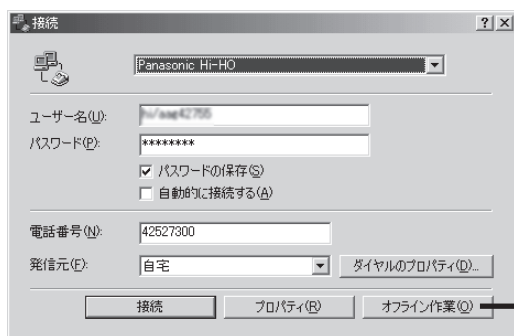 接続
Panasonic Hi-HO
ユーザー名(U):
パスワード(P): ********
パスワードの保存(S)
自動的に接続する(A)
電話番号(N): 42527300
発信元(F): 自宅 ダイヤルのプロパティ(D)...
接続 プロパティ(R) オフライン作業(O)